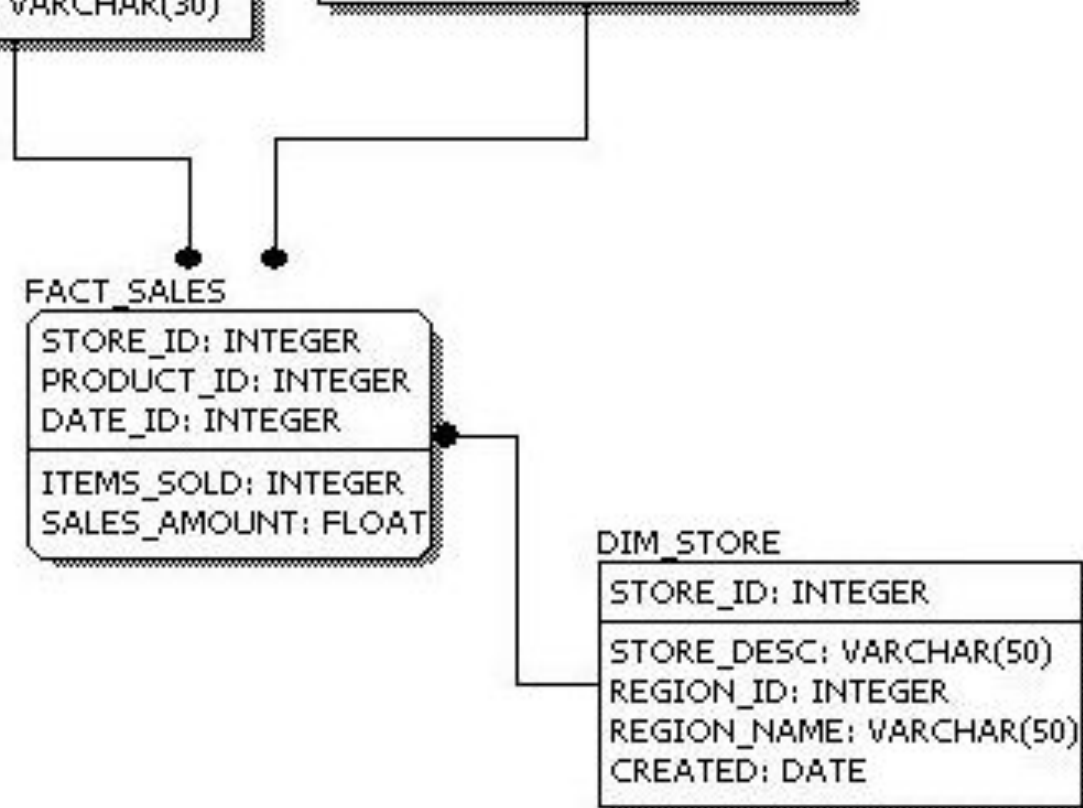 VARCHAR(30)
FACT_SALES
STORE_ID: INTEGER
PRODUCT_ID: INTEGER
DATE_ID: INTEGER
ITEMS_SOLD: INTEGER
SALES_AMOUNT: FLOAT
DIM_STORE
STORE_ID: INTEGER
STORE_DESC: VARCHAR(50)
REGION_ID: INTEGER
REGION_NAME: VARCHAR(50)
CREATED: DATE